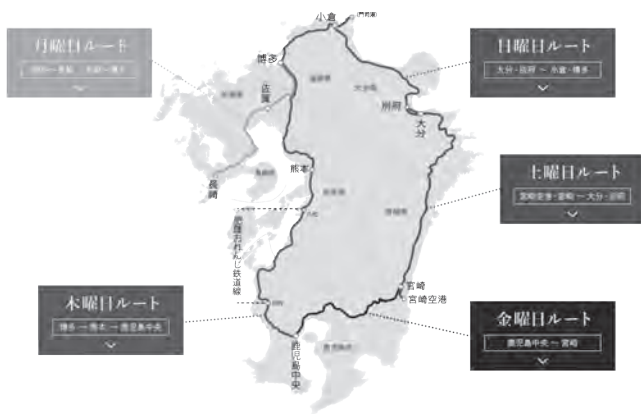 月曜日ルート
日曜日ルート
大分・別府 〜 小倉・博多
土曜日ルート
宮崎空港・宮崎 〜 大分・別府
木曜日ルート
博多 〜 熊本 〜 鹿児島中央
金曜日ルート
鹿児島中央 〜 宮崎
小倉
(門司港)
博多
佐賀
長崎
別府
大分
熊本
肥薩おれんじ鉄道線
宮崎
宮崎空港
鹿児島中央